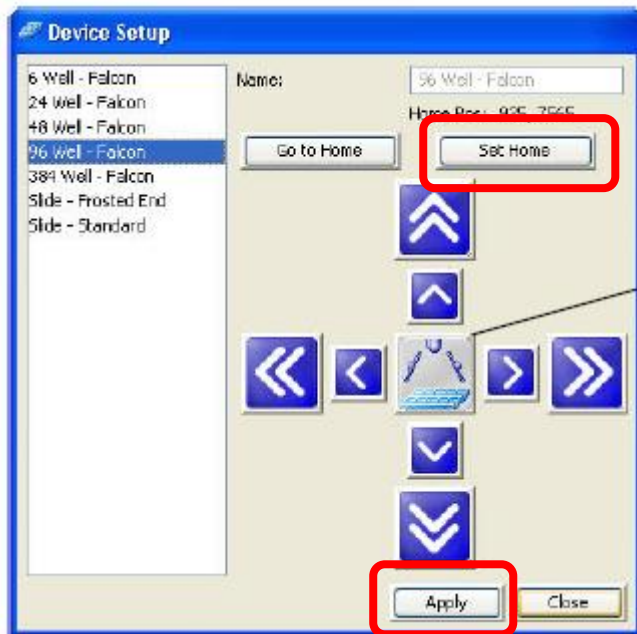 Device Setup
6 Well - Falcon
24 Well - Falcon
48 Well - Falcon
96 Well - Falcon
384 Well - Falcon
Slide - Frosted End
Slide - Standard
Name:
96 Well - Falcon
Go to Home
Set Home
Apply
Close